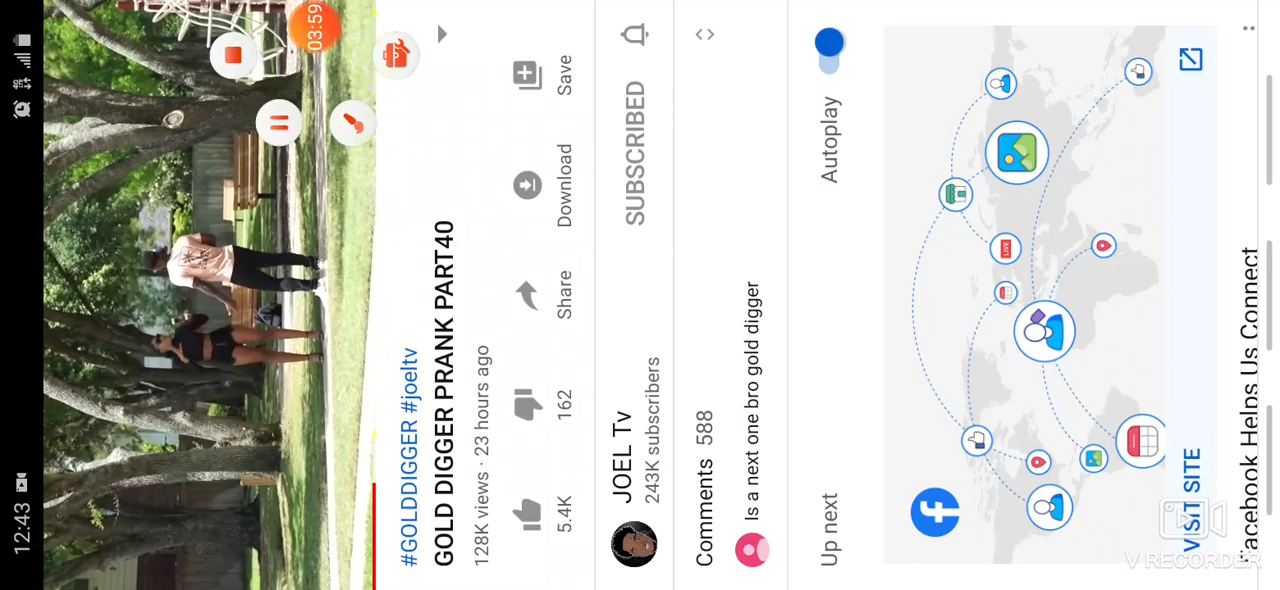 12:43
03:59
#GOLDDIGGER #joeltv
GOLD DIGGER PRANK PART40
128K views · 23 hours ago
5.4K
162
Share
Download
Save
JOEL Tv
243K subscribers
SUBSCRIBED
Comments 588
Is a next one bro gold digger
Up next
Autoplay
LIVE
VISIT SITE
Facebook Helps Us Connect
V RECORDER